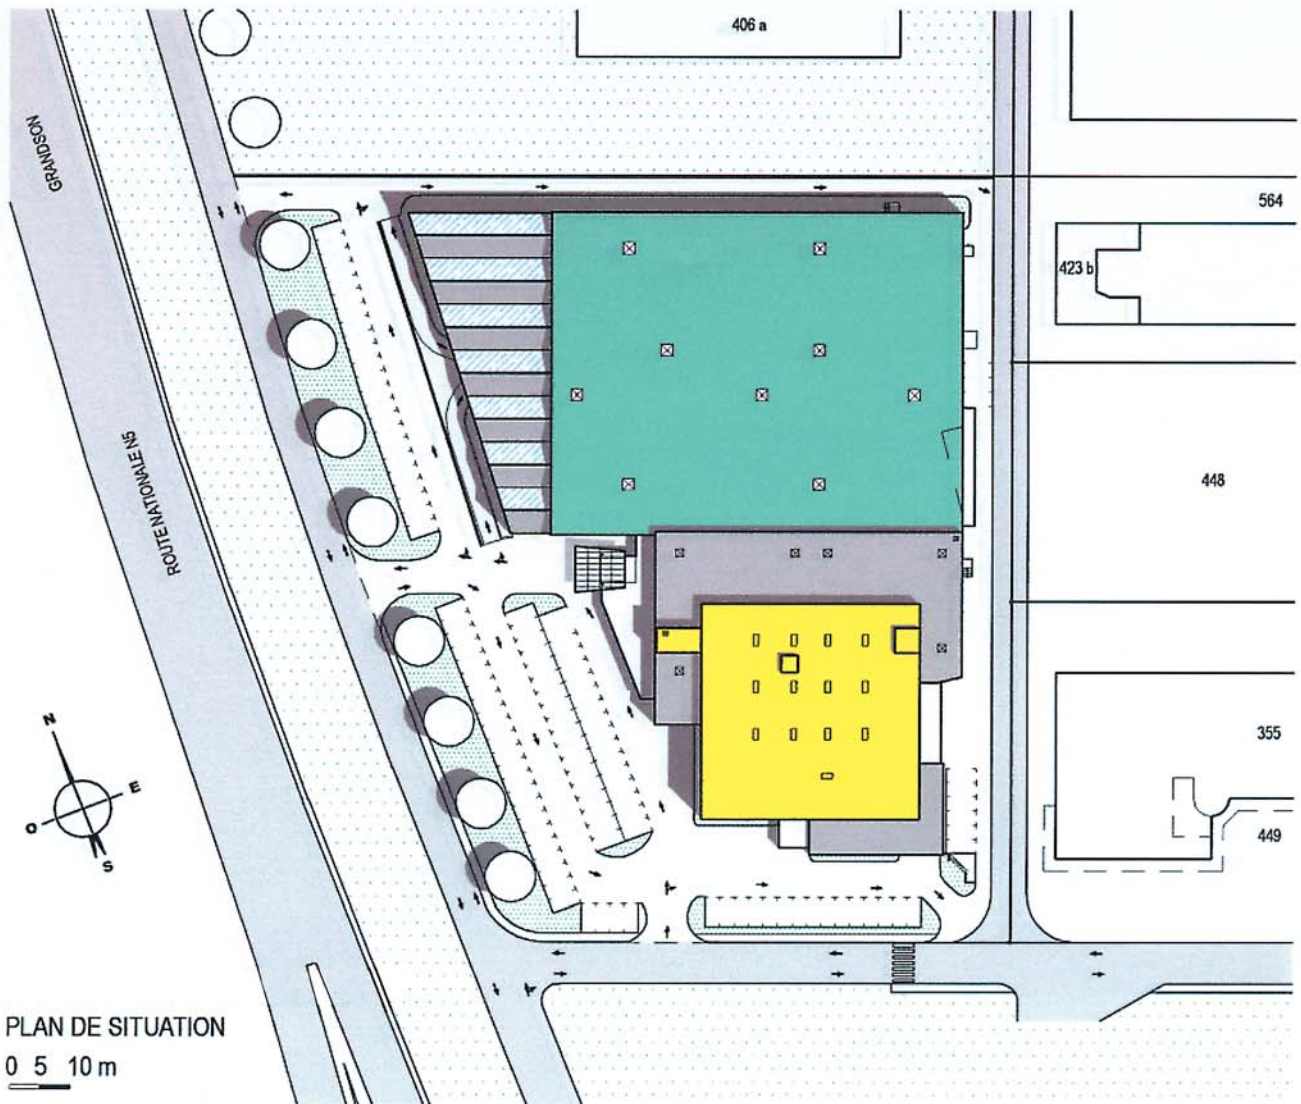 406 a
GRANDSON
564
423 b
ROUTE NATIONALE N5
448
N
E
O
S
355
449
PLAN DE SITUATION
0 5 10 m